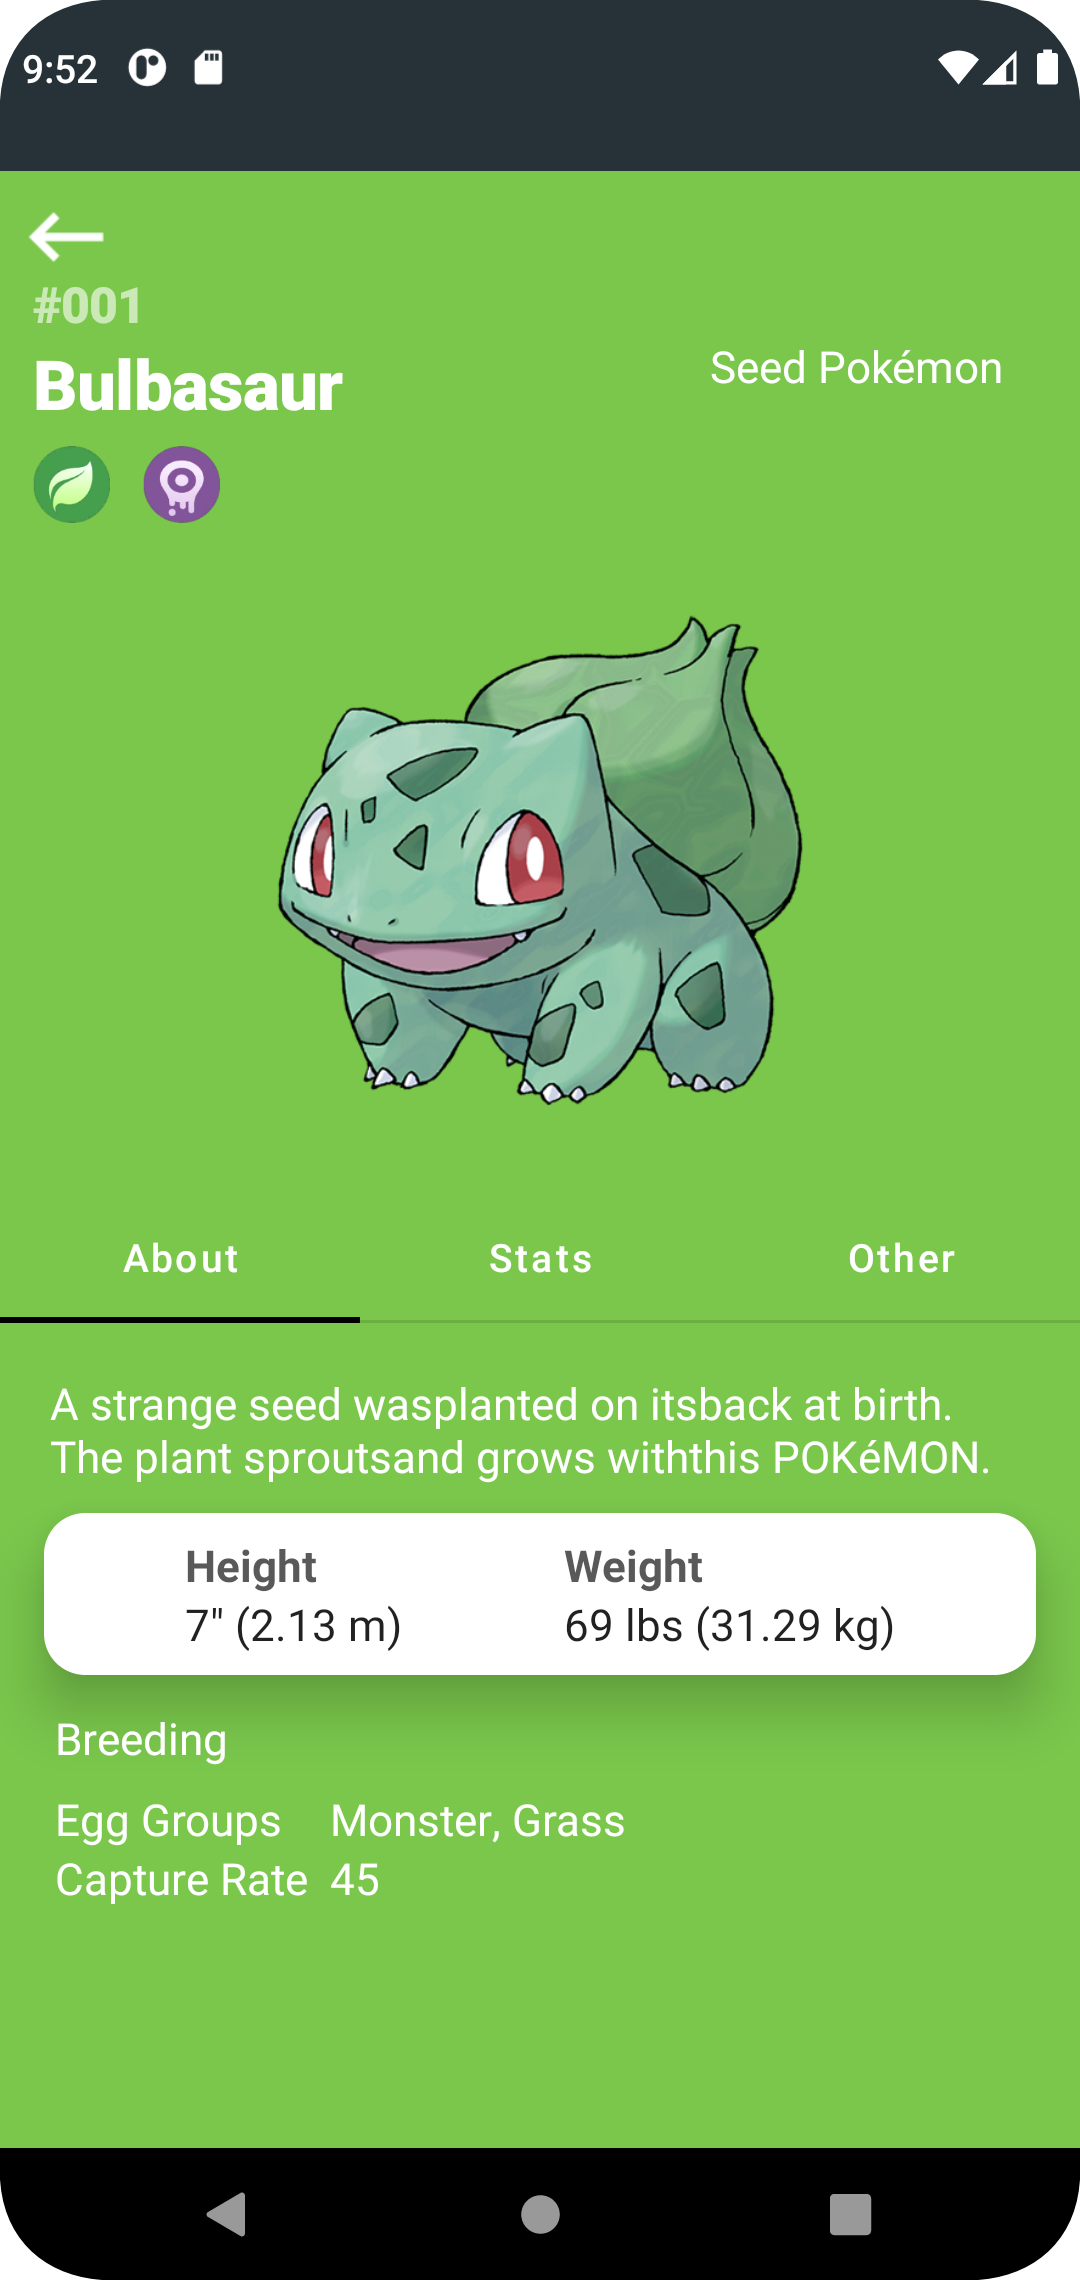 9:52
#001
Bulbasaur
Seed Pokémon
About Stats Other
A strange seed wasplanted on itsback at birth.
The plant sproutsand grows withthis POKéMON.
Height Weight
7" (2.13 m) 69 lbs (31.29 kg)
Breeding
Egg Groups Monster, Grass
Capture Rate 45